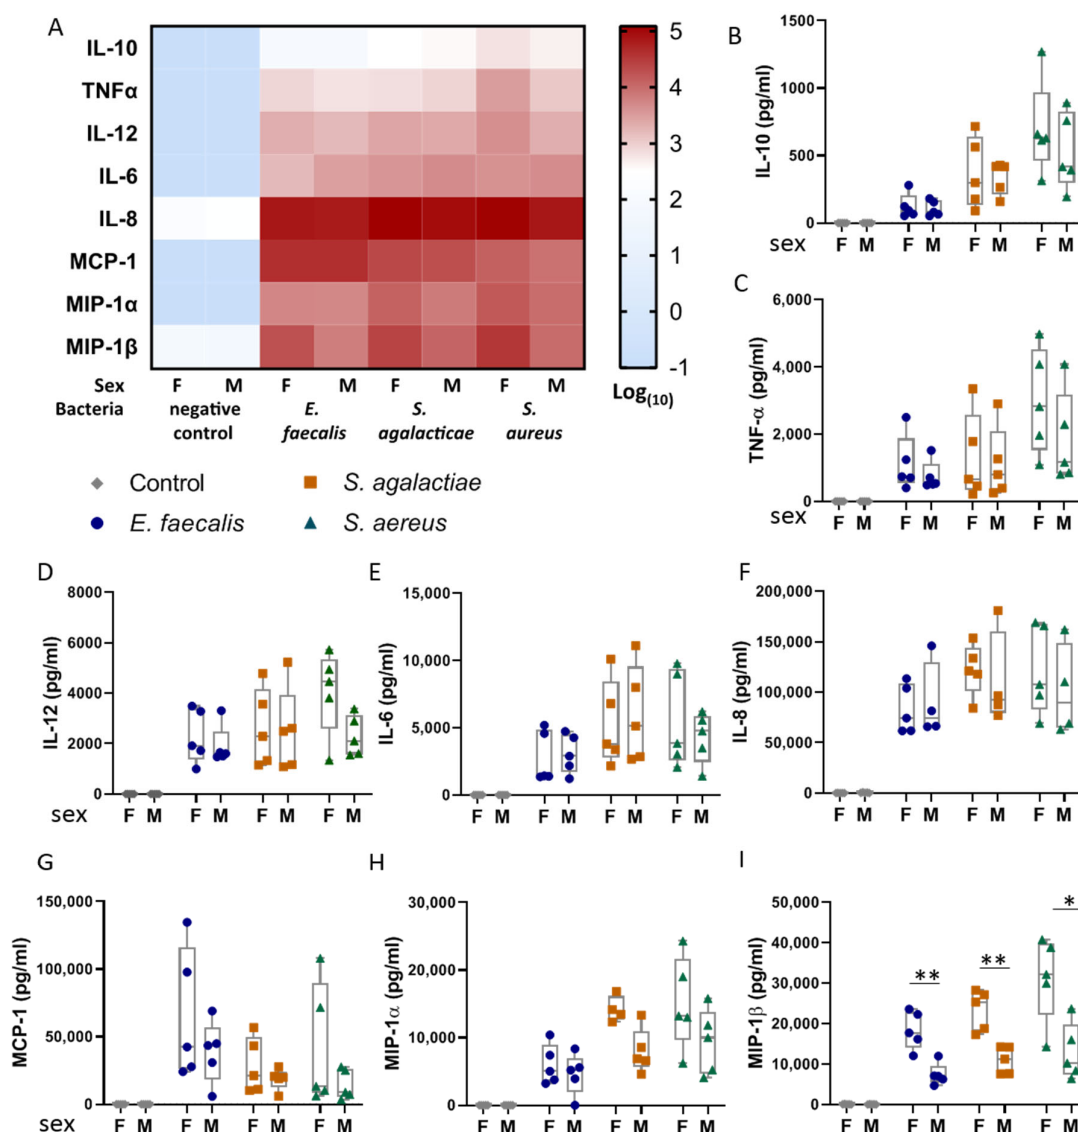 A
IL-10
TNFα
IL-12
IL-6
IL-8
MCP-1
MIP-1α
MIP-1β
5
4
3
2
1
0
-1
Log(10)
Sex F M F M F M F M
Bacteria negative control E. faecalis S. agalacticae S. aureus
Control
E. faecalis
S. agalactiae
S. aereus
B
IL-10 (pg/ml)
1500
1000
500
0
sex F M F M F M F M
C
TNF-α (pg/ml)
6,000
4,000
2,000
0
sex F M F M F M F M
D
IL-12 (pg/ml)
8000
6000
4000
2000
0
sex F M F M F M F M
E
IL-6 (pg/ml)
15,000
10,000
5,000
0
F M F M F M F M
F
IL-8 (pg/ml)
200,000
150,000
100,000
50,000
0
F M F M F M F M
G
MCP-1 (pg/ml)
150,000
100,000
50,000
0
sex F M F M F M F M
H
MIP-1α (pg/ml)
30,000
20,000
10,000
0
F M F M F M F M
I
MIP-1β (pg/ml)
50,000
40,000
30,000
20,000
10,000
0
**
**
*
F M F M F M F M